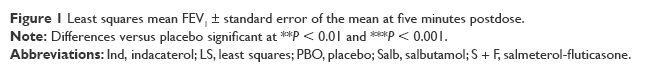 Figure 1 Least squares mean FEV₁ ± standard error of the mean at five minutes postdose.
Note: Differences versus placebo significant at **P < 0.01 and ***P < 0.001.
Abbreviations: Ind, indacaterol; LS, least squares; PBO, placebo; Salb, salbutamol; S + F, salmeterol-fluticasone.